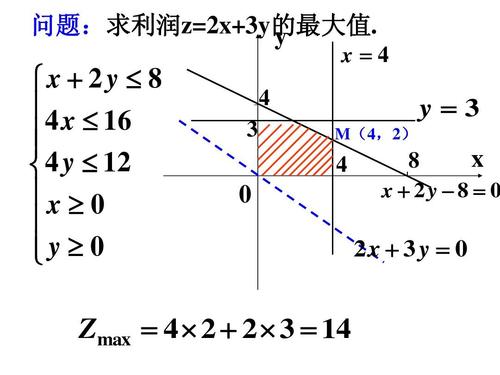 问题：求利润z=2x+3y的最大值.
x + 2y ≤ 8
4x ≤ 16
4y ≤ 12
x ≥ 0
y ≥ 0
y
x = 4
4
y = 3
3
M（4，2）
4
8
x
0
x + 2y − 8 = 0
2x + 3y = 0
Zmax = 4×2+2×3=14